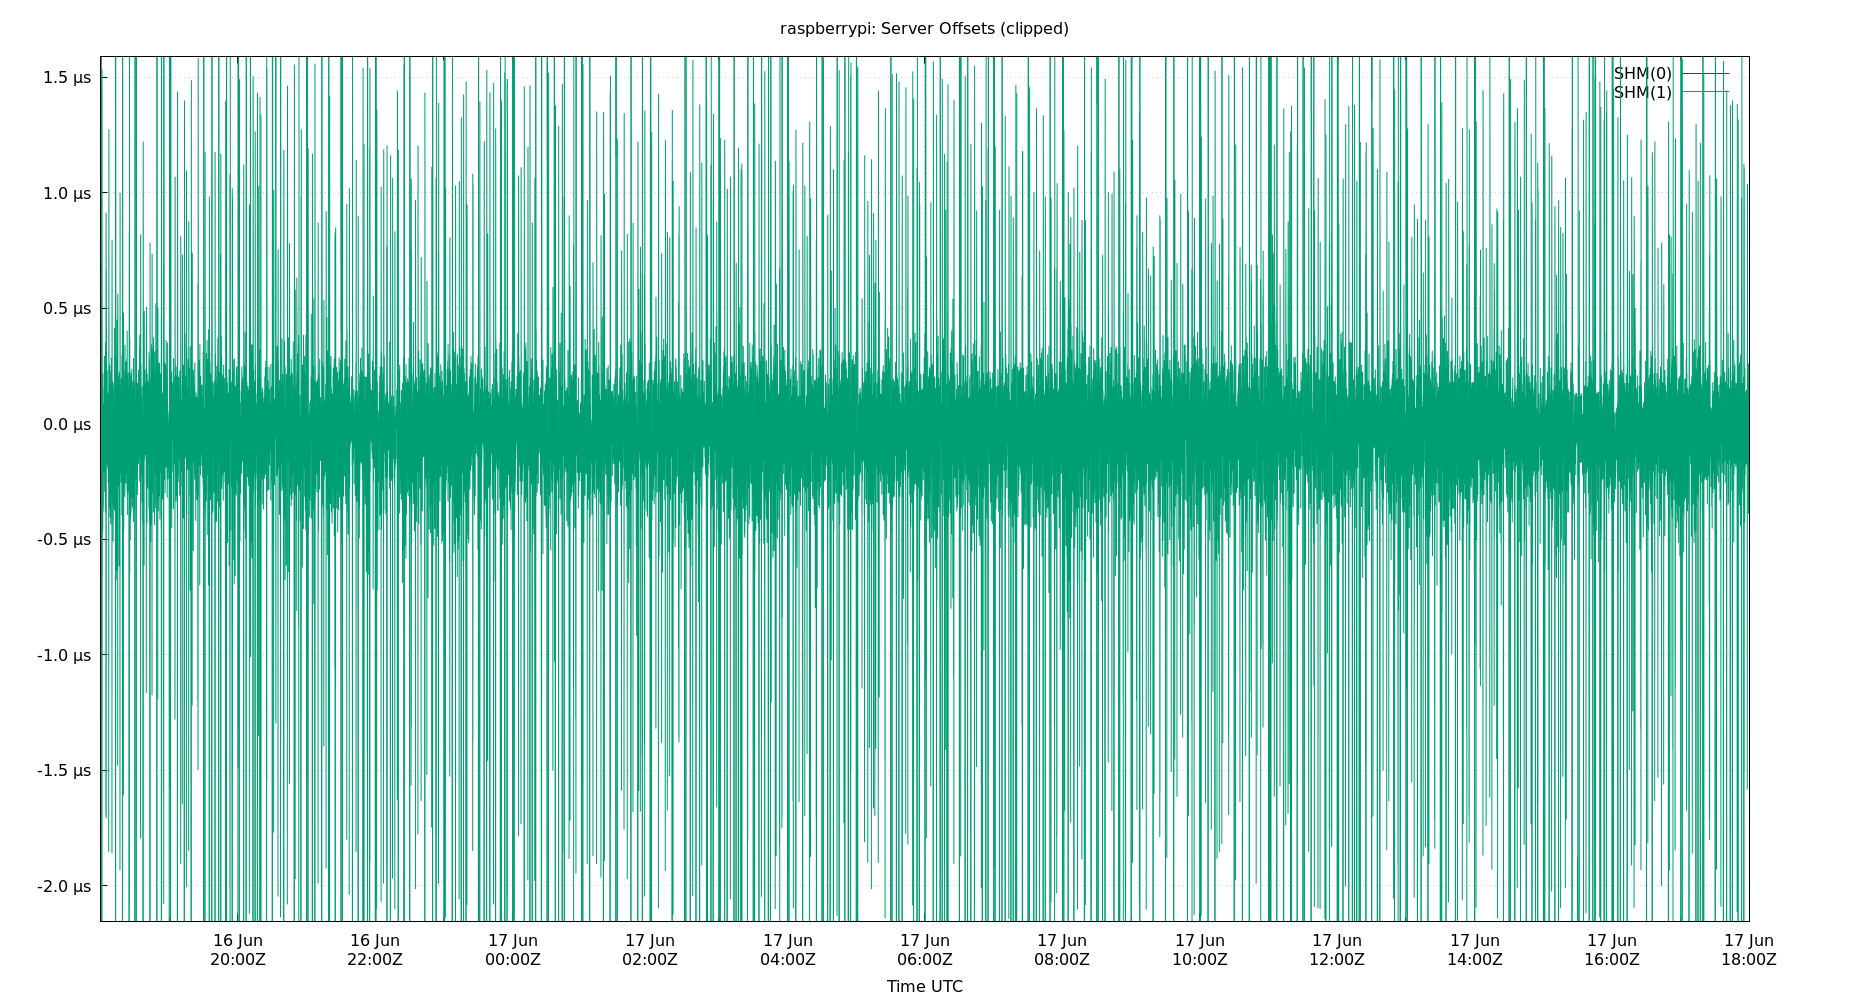 raspberrypi: Server Offsets (clipped)
1.5 µs
1.0 µs
0.5 µs
0.0 µs
-0.5 µs
-1.0 µs
-1.5 µs
-2.0 µs
SHM(0)
SHM(1)
16 Jun 16 Jun 17 Jun 17 Jun 17 Jun 17 Jun 17 Jun 17 Jun 17 Jun 17 Jun 17 Jun 17 Jun
20:00Z 22:00Z 00:00Z 02:00Z 04:00Z 06:00Z 08:00Z 10:00Z 12:00Z 14:00Z 16:00Z 18:00Z
Time UTC